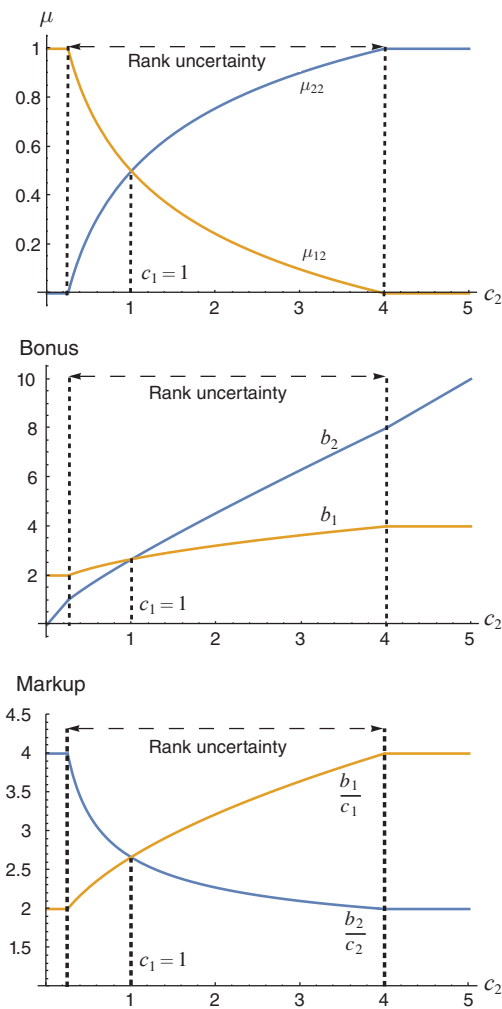 μ
1
0.8
0.6
0.4
0.2
Rank uncertainty
μ22
μ12
c1 = 1
1 2 3 4 5 c2
Bonus
10
8
6
4
2
Rank uncertainty
b2
b1
c1 = 1
1 2 3 4 5 c2
Markup
4.5
4
3.5
3
2.5
2
1.5
Rank uncertainty
b1
c1
b2
c2
c1 = 1
1 2 3 4 5 c2